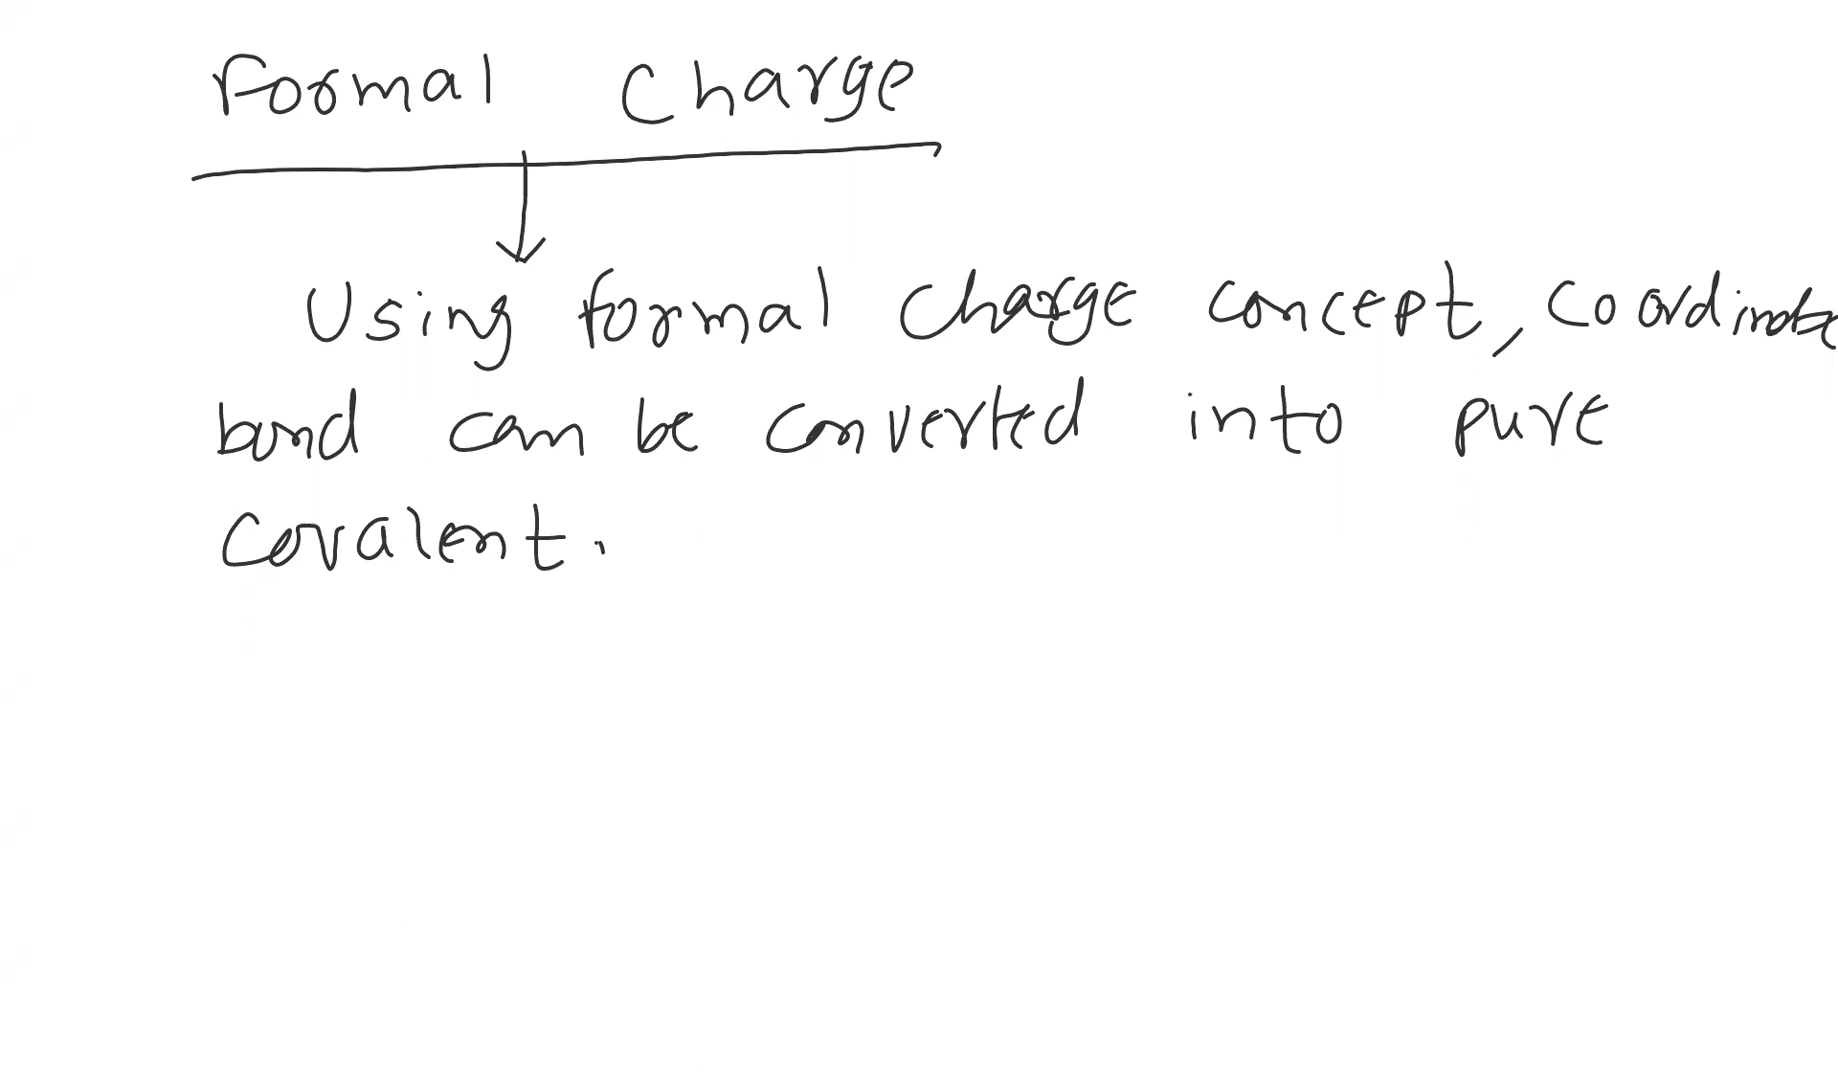 Formal Charge
Using formal charge concept, Coordinate
bond can be converted into pure
Covalent.